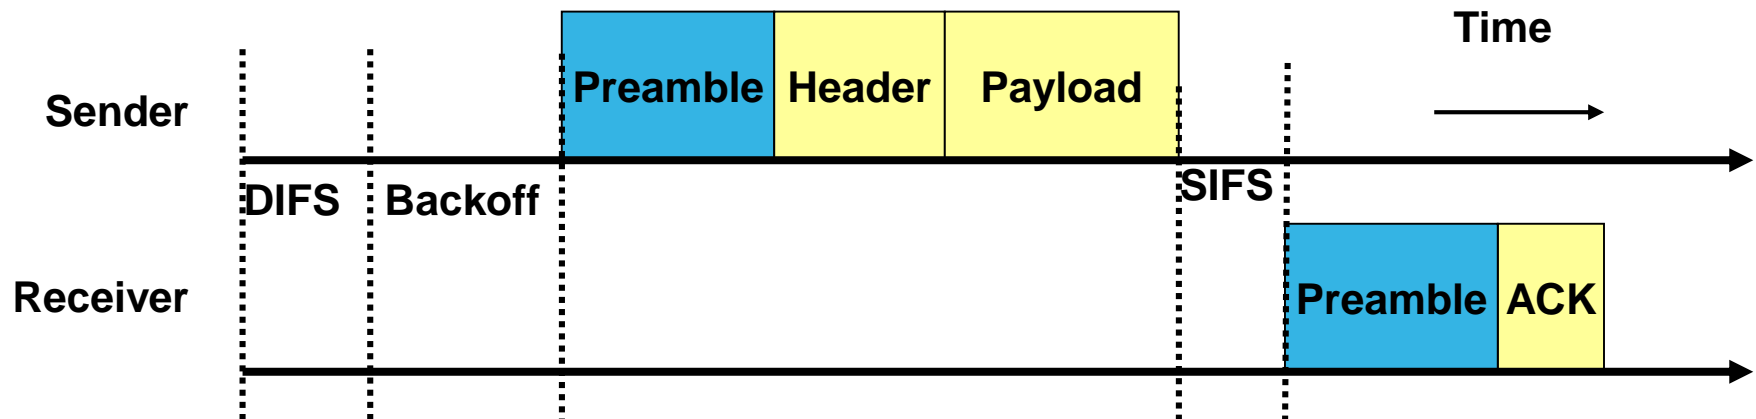 Time
Sender
Preamble Header Payload
DIFS Backoff
SIFS
Receiver
Preamble ACK